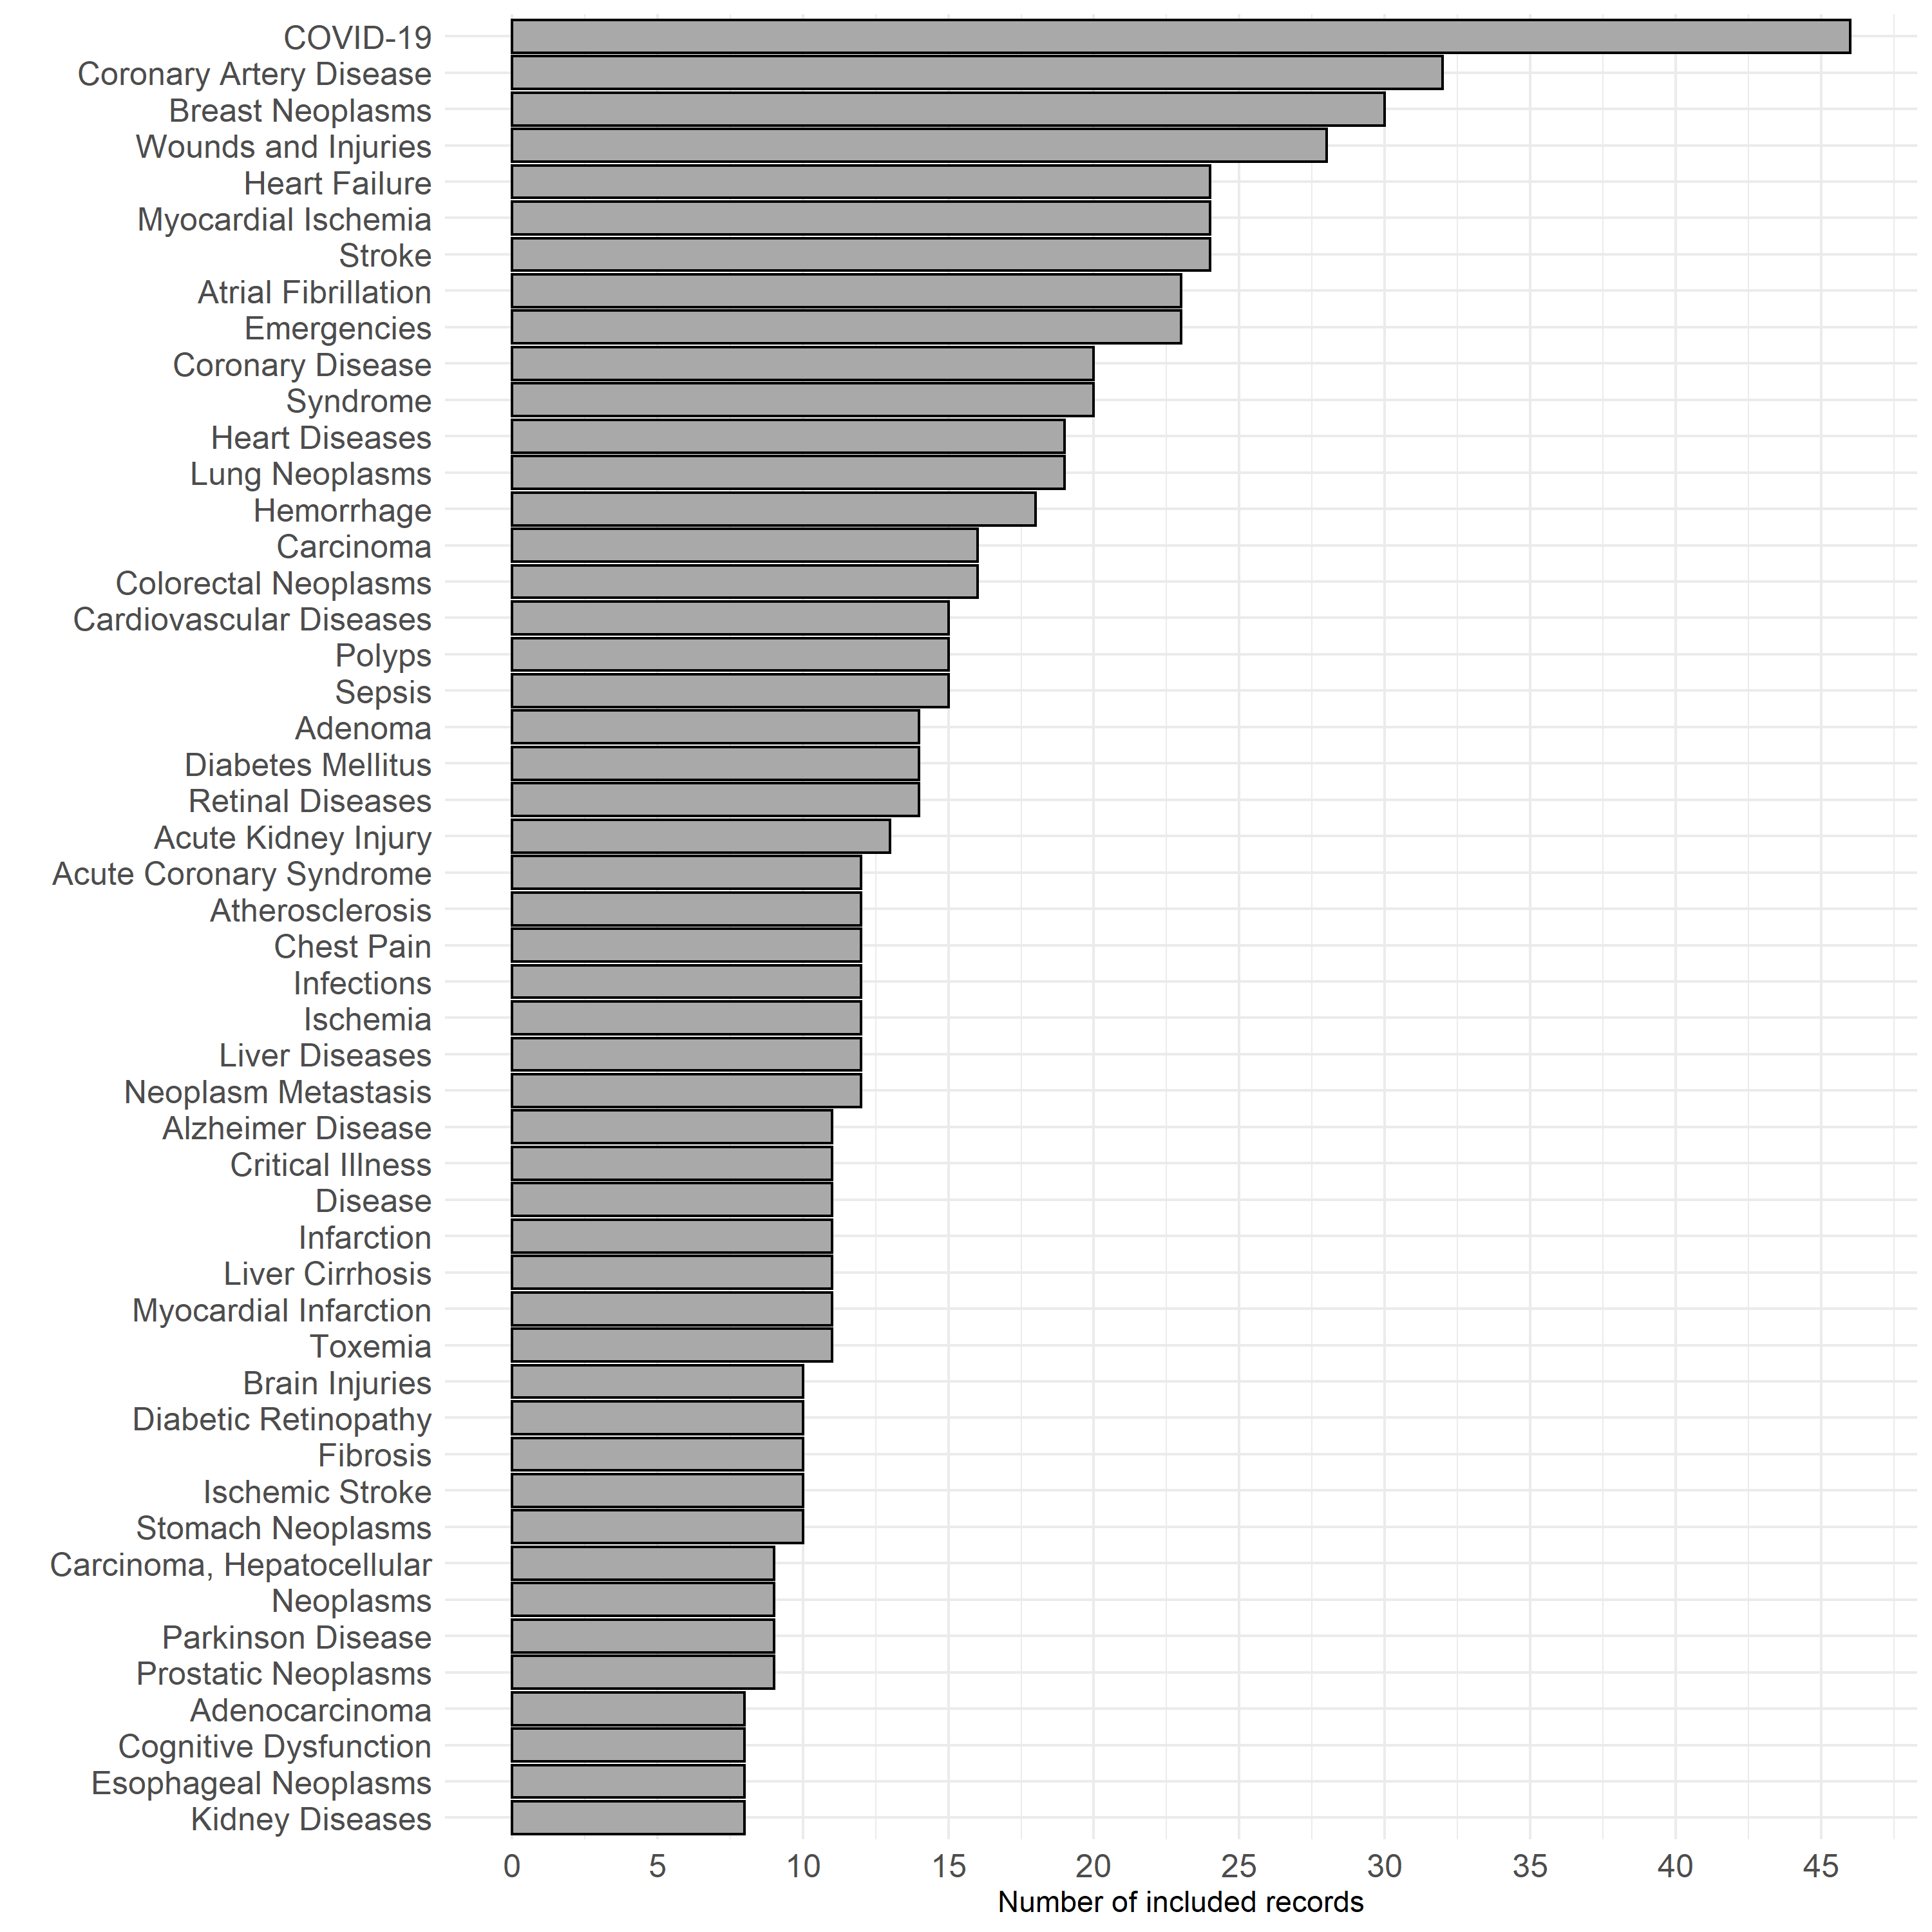 COVID-19
Coronary Artery Disease
Breast Neoplasms
Wounds and Injuries
Heart Failure
Myocardial Ischemia
Stroke
Atrial Fibrillation
Emergencies
Coronary Disease
Syndrome
Heart Diseases
Lung Neoplasms
Hemorrhage
Carcinoma
Colorectal Neoplasms
Cardiovascular Diseases
Polyps
Sepsis
Adenoma
Diabetes Mellitus
Retinal Diseases
Acute Kidney Injury
Acute Coronary Syndrome
Atherosclerosis
Chest Pain
Infections
Ischemia
Liver Diseases
Neoplasm Metastasis
Alzheimer Disease
Critical Illness
Disease
Infarction
Liver Cirrhosis
Myocardial Infarction
Toxemia
Brain Injuries
Diabetic Retinopathy
Fibrosis
Ischemic Stroke
Stomach Neoplasms
Carcinoma, Hepatocellular
Neoplasms
Parkinson Disease
Prostatic Neoplasms
Adenocarcinoma
Cognitive Dysfunction
Esophageal Neoplasms
Kidney Diseases
0 5 10 15 20 25 30 35 40 45
Number of included records